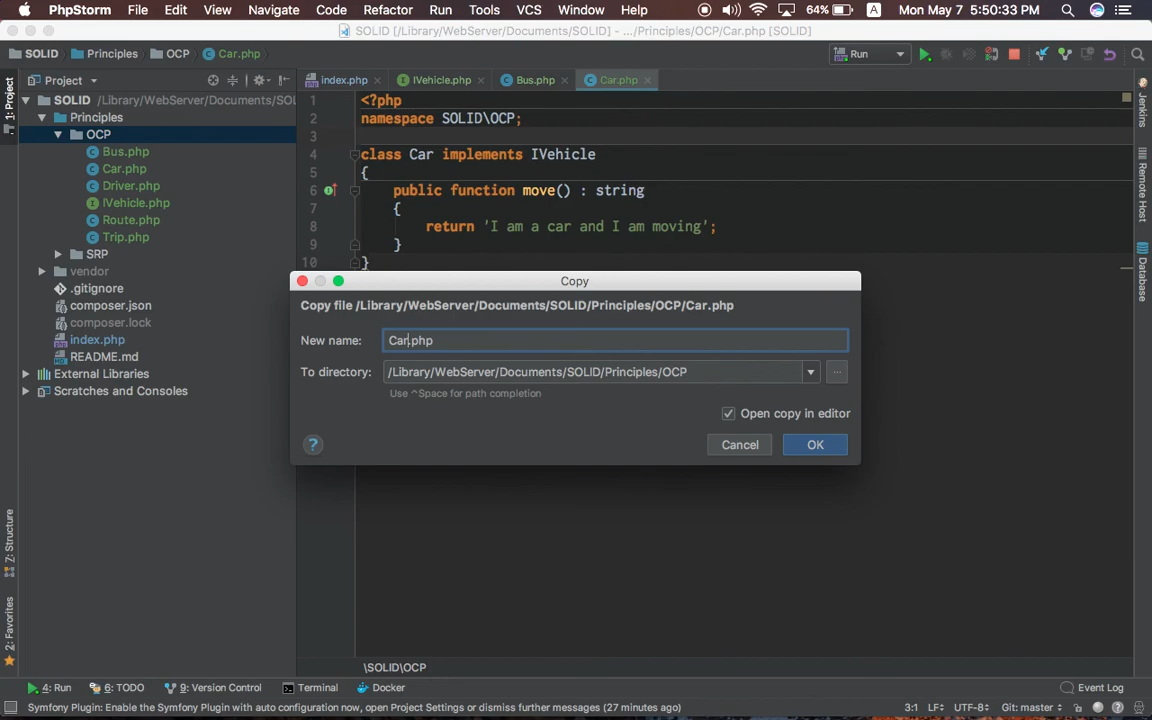 PhpStorm File Edit View Navigate Code Refactor Run Tools VCS Window Help 64% A Mon May 7 5:50:33 PM
SOLID [/Library/WebServer/Documents/SOLID] - .../Principles/OCP/Car.php [SOLID]
SOLID Principles OCP Car.php Run
1: Project
Project
index.php IVehicle.php Bus.php Car.php
SOLID /Library/WebServer/Documents/SOL
Principles
OCP
Bus.php
Car.php
Driver.php
IVehicle.php
Route.php
Trip.php
SRP
vendor
.gitignore
composer.json
composer.lock
index.php
README.md
External Libraries
Scratches and Consoles
1 <?php
2 namespace SOLID\OCP;
3
4 class Car implements IVehicle
5 {
6 public function move() : string
7 {
8 return 'I am a car and I am moving';
9 }
10 }
Copy
Copy file /Library/WebServer/Documents/SOLID/Principles/OCP/Car.php
New name: Car.php
To directory: /Library/WebServer/Documents/SOLID/Principles/OCP ...
Use ^Space for path completion
Open copy in editor
? Cancel OK
Jenkins
Remote Host
Database
7: Structure
2: Favorites
\SOLID\OCP
4: Run 6: TODO 9: Version Control Terminal Docker Event Log
Symfony Plugin: Enable the Symfony Plugin with auto configuration now, open Project Settings or dismiss further messages (27 minutes ago) 3:1 LF÷ UTF-8÷ Git: master÷